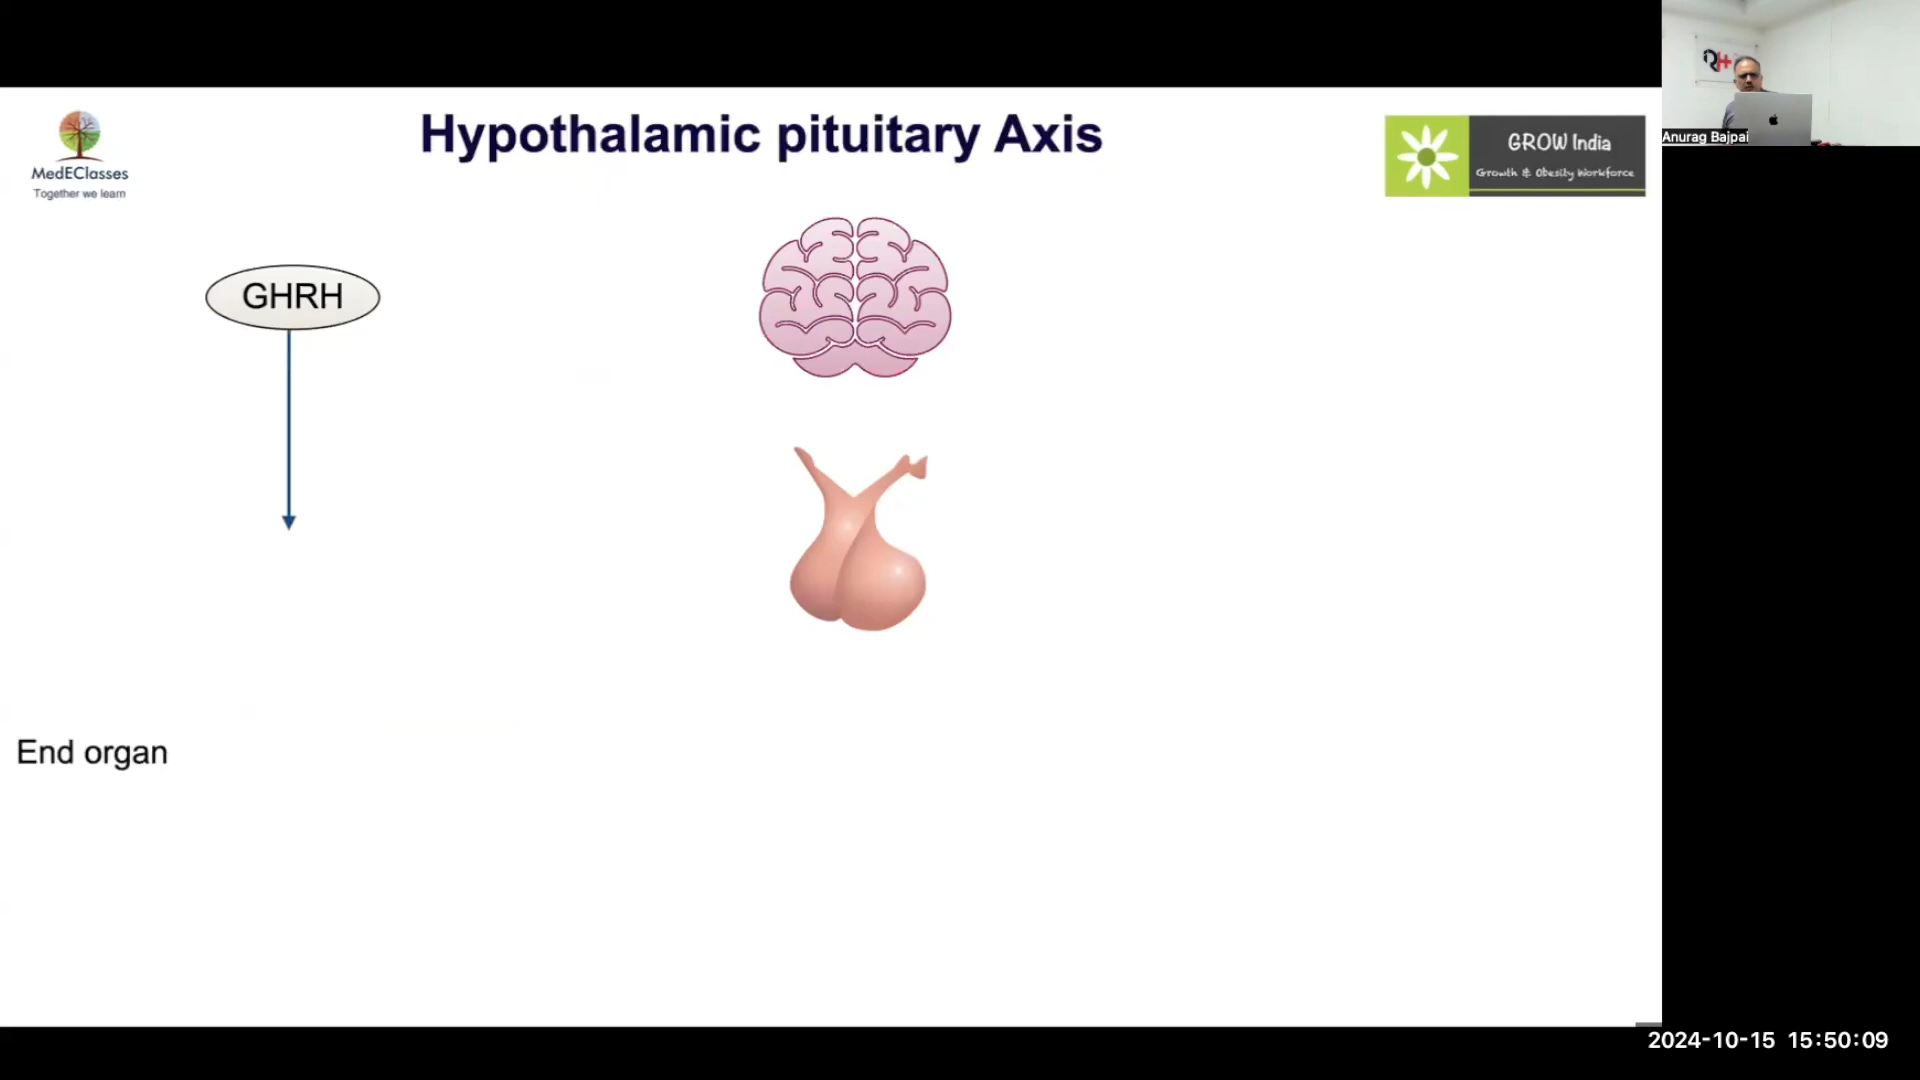 Hypothalamic pituitary Axis
MedEClasses
Together we learn
GROW India
Growth & Obesity Workforce
GHRH
End organ
Anurag Bajpai
2024-10-15 15:50:09